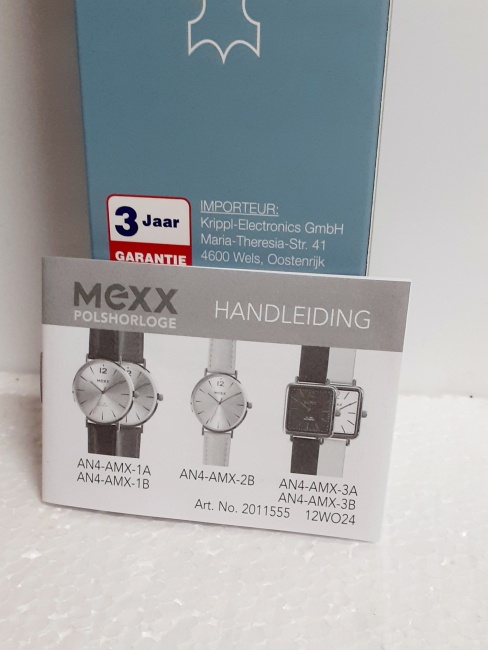 3 Jaar
GARANTIE
IMPORTEUR:
Krippl-Electronics GmbH
Maria-Theresia-Str. 41
4600 Wels, Oostenrijk
MEXX
POLSHORLOGE
HANDLEIDING
12
MEXX
12
AN4-AMX-1A
AN4-AMX-1B
AN4-AMX-2B
AN4-AMX-3A
AN4-AMX-3B
Art. No. 2011555 12WO24